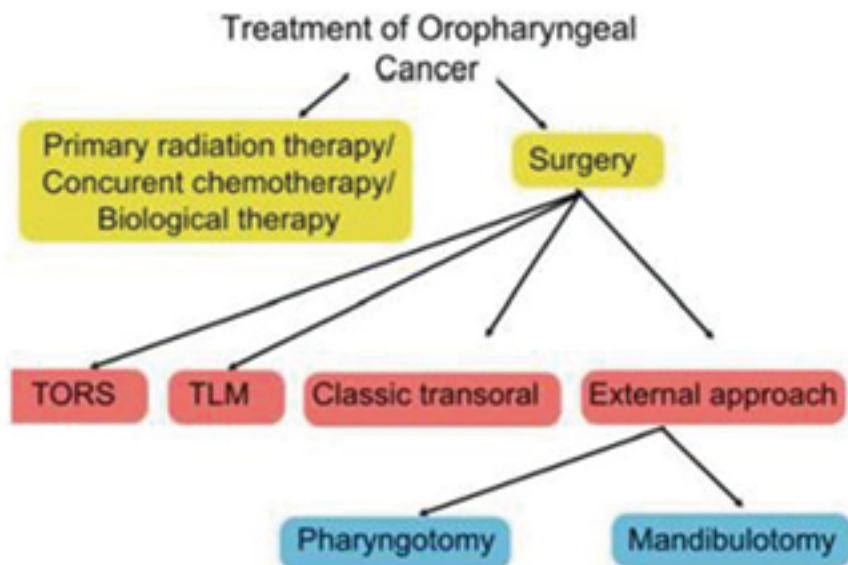 Treatment of Oropharyngeal
Cancer
Primary radiation therapy/
Concurent chemotherapy/
Biological therapy
Surgery
TORS
TLM
Classic transoral
External approach
Pharyngotomy
Mandibulotomy